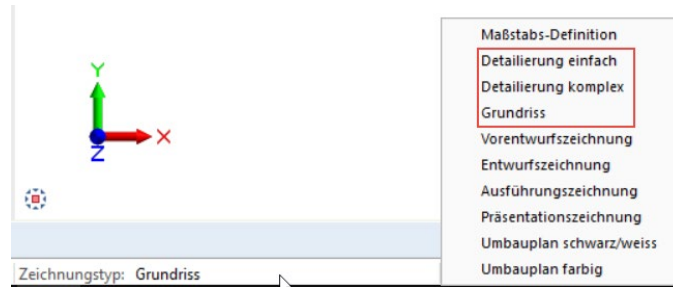 Maßstabs-Definition
Detailierung einfach
Detailierung komplex
Grundriss
Vorentwurfszeichnung
Entwurfszeichnung
Ausführungszeichnung
Präsentationszeichnung
Umbauplan schwarz/weiss
Umbauplan farbig
Y
X
Z
Zeichnungstyp: Grundriss